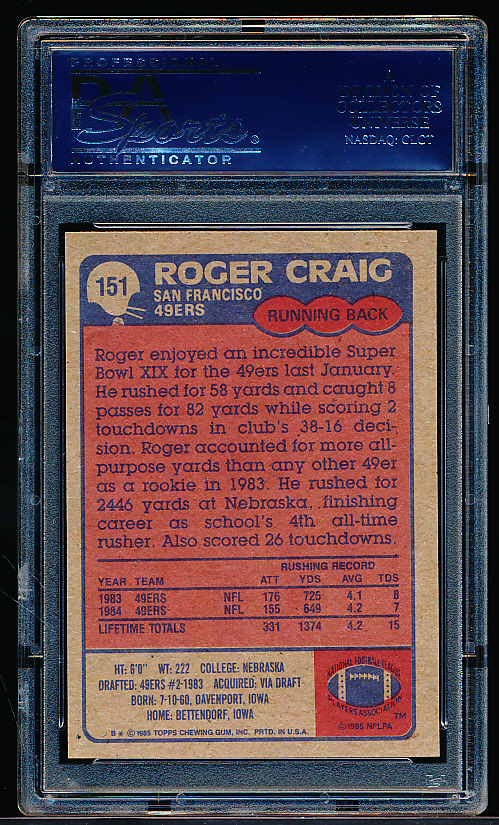 PROFESSIONAL
PSA
Sports
AUTHENTICATOR
A
DIVISION OF
COLLECTORS
UNIVERSE
NASDAQ: CLCT
151
ROGER CRAIG
SAN FRANCISCO
49ERS
RUNNING BACK
Roger enjoyed an incredible Super
Bowl XIX for the 49ers last January.
He rushed for 58 yards and caught 8
passes for 82 yards while scoring 2
touchdowns in club's 38-16 deci-
sion. Roger accounted for more all-
purpose yards than any other 49er
as a rookie in 1983. He rushed for
2446 yards at Nebraska, finishing
career as school's 4th all-time
rusher. Also scored 26 touchdowns.
RUSHING RECORD
YEAR TEAM ATT YDS AVG TDS
1983 49ERS NFL 176 725 4.1 8
1984 49ERS NFL 155 649 4.2 7
LIFETIME TOTALS 331 1374 4.2 15
HT: 6'0" WT: 222 COLLEGE: NEBRASKA
DRAFTED: 49ERS #2-1983 ACQUIRED: VIA DRAFT
BORN: 7-10-60, DAVENPORT, IOWA
HOME: BETTENDORF, IOWA
B * © 1985 TOPPS CHEWING GUM, INC. PRTD. IN U.S.A.
NATIONAL FOOTBALL LEAGUE
PLAYERS ASSOCIATION
TM
© 1985 NFLPA